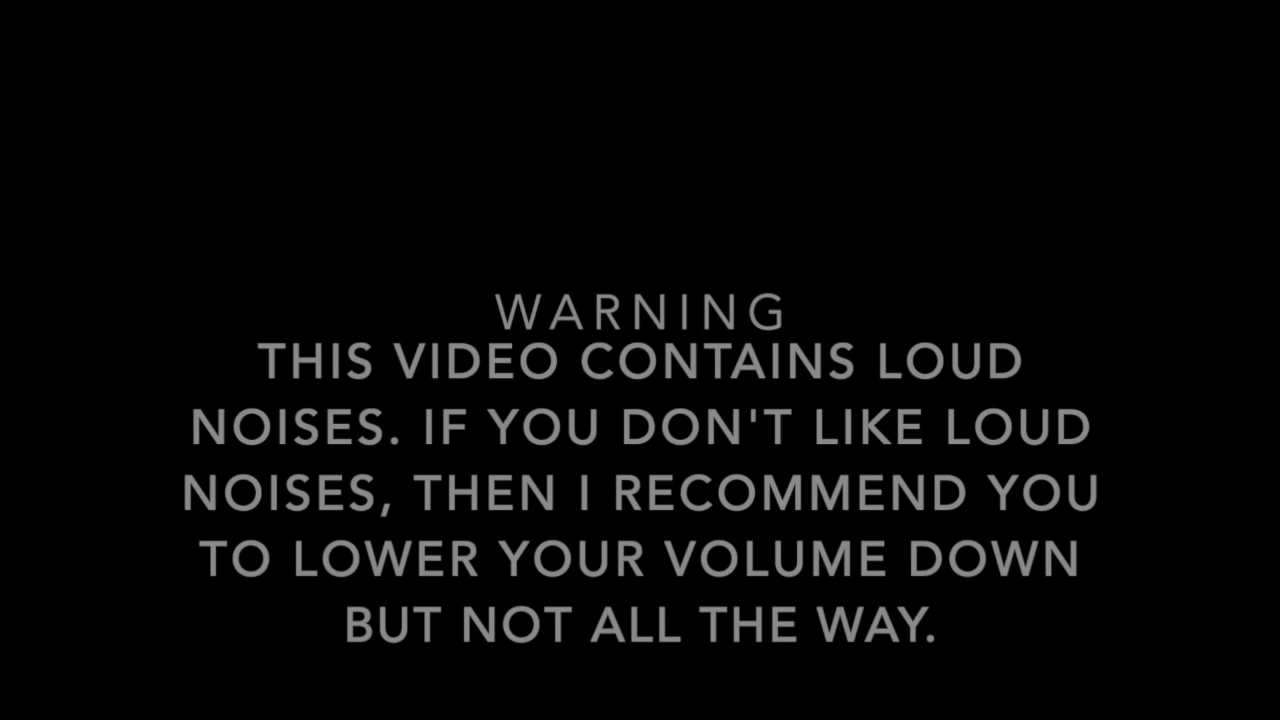 WARNING
THIS VIDEO CONTAINS LOUD
NOISES. IF YOU DON'T LIKE LOUD
NOISES, THEN I RECOMMEND YOU
TO LOWER YOUR VOLUME DOWN
BUT NOT ALL THE WAY.